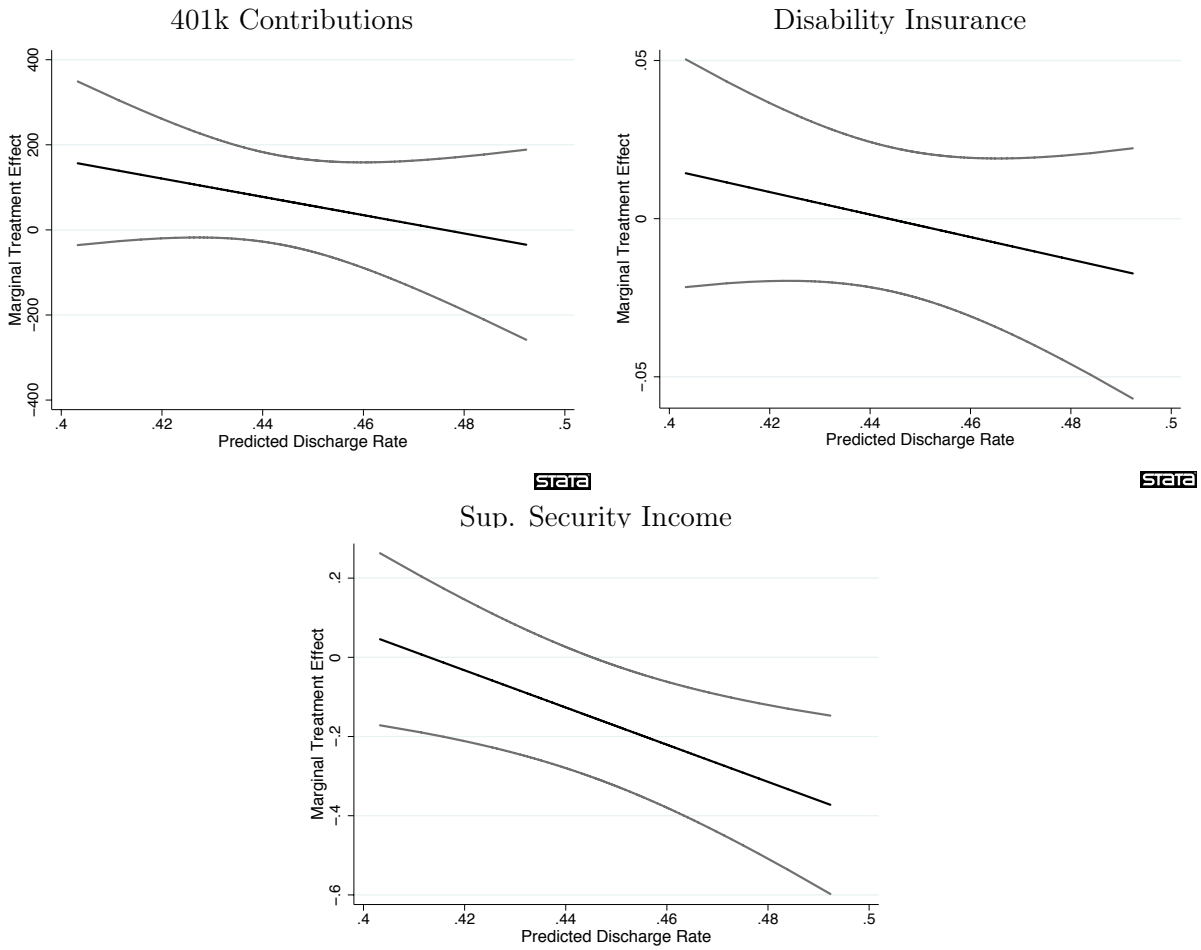 401k Contributions
Marginal Treatment Effect
400
200
0
−200
−400
.4 .42 .44 .46 .48 .5
Predicted Discharge Rate
STATA
Disability Insurance
Marginal Treatment Effect
.05
0
−.05
.4 .42 .44 .46 .48 .5
Predicted Discharge Rate
STATA
Sup. Security Income
Marginal Treatment Effect
.2
0
−.2
−.4
−.6
.4 .42 .44 .46 .48 .5
Predicted Discharge Rate